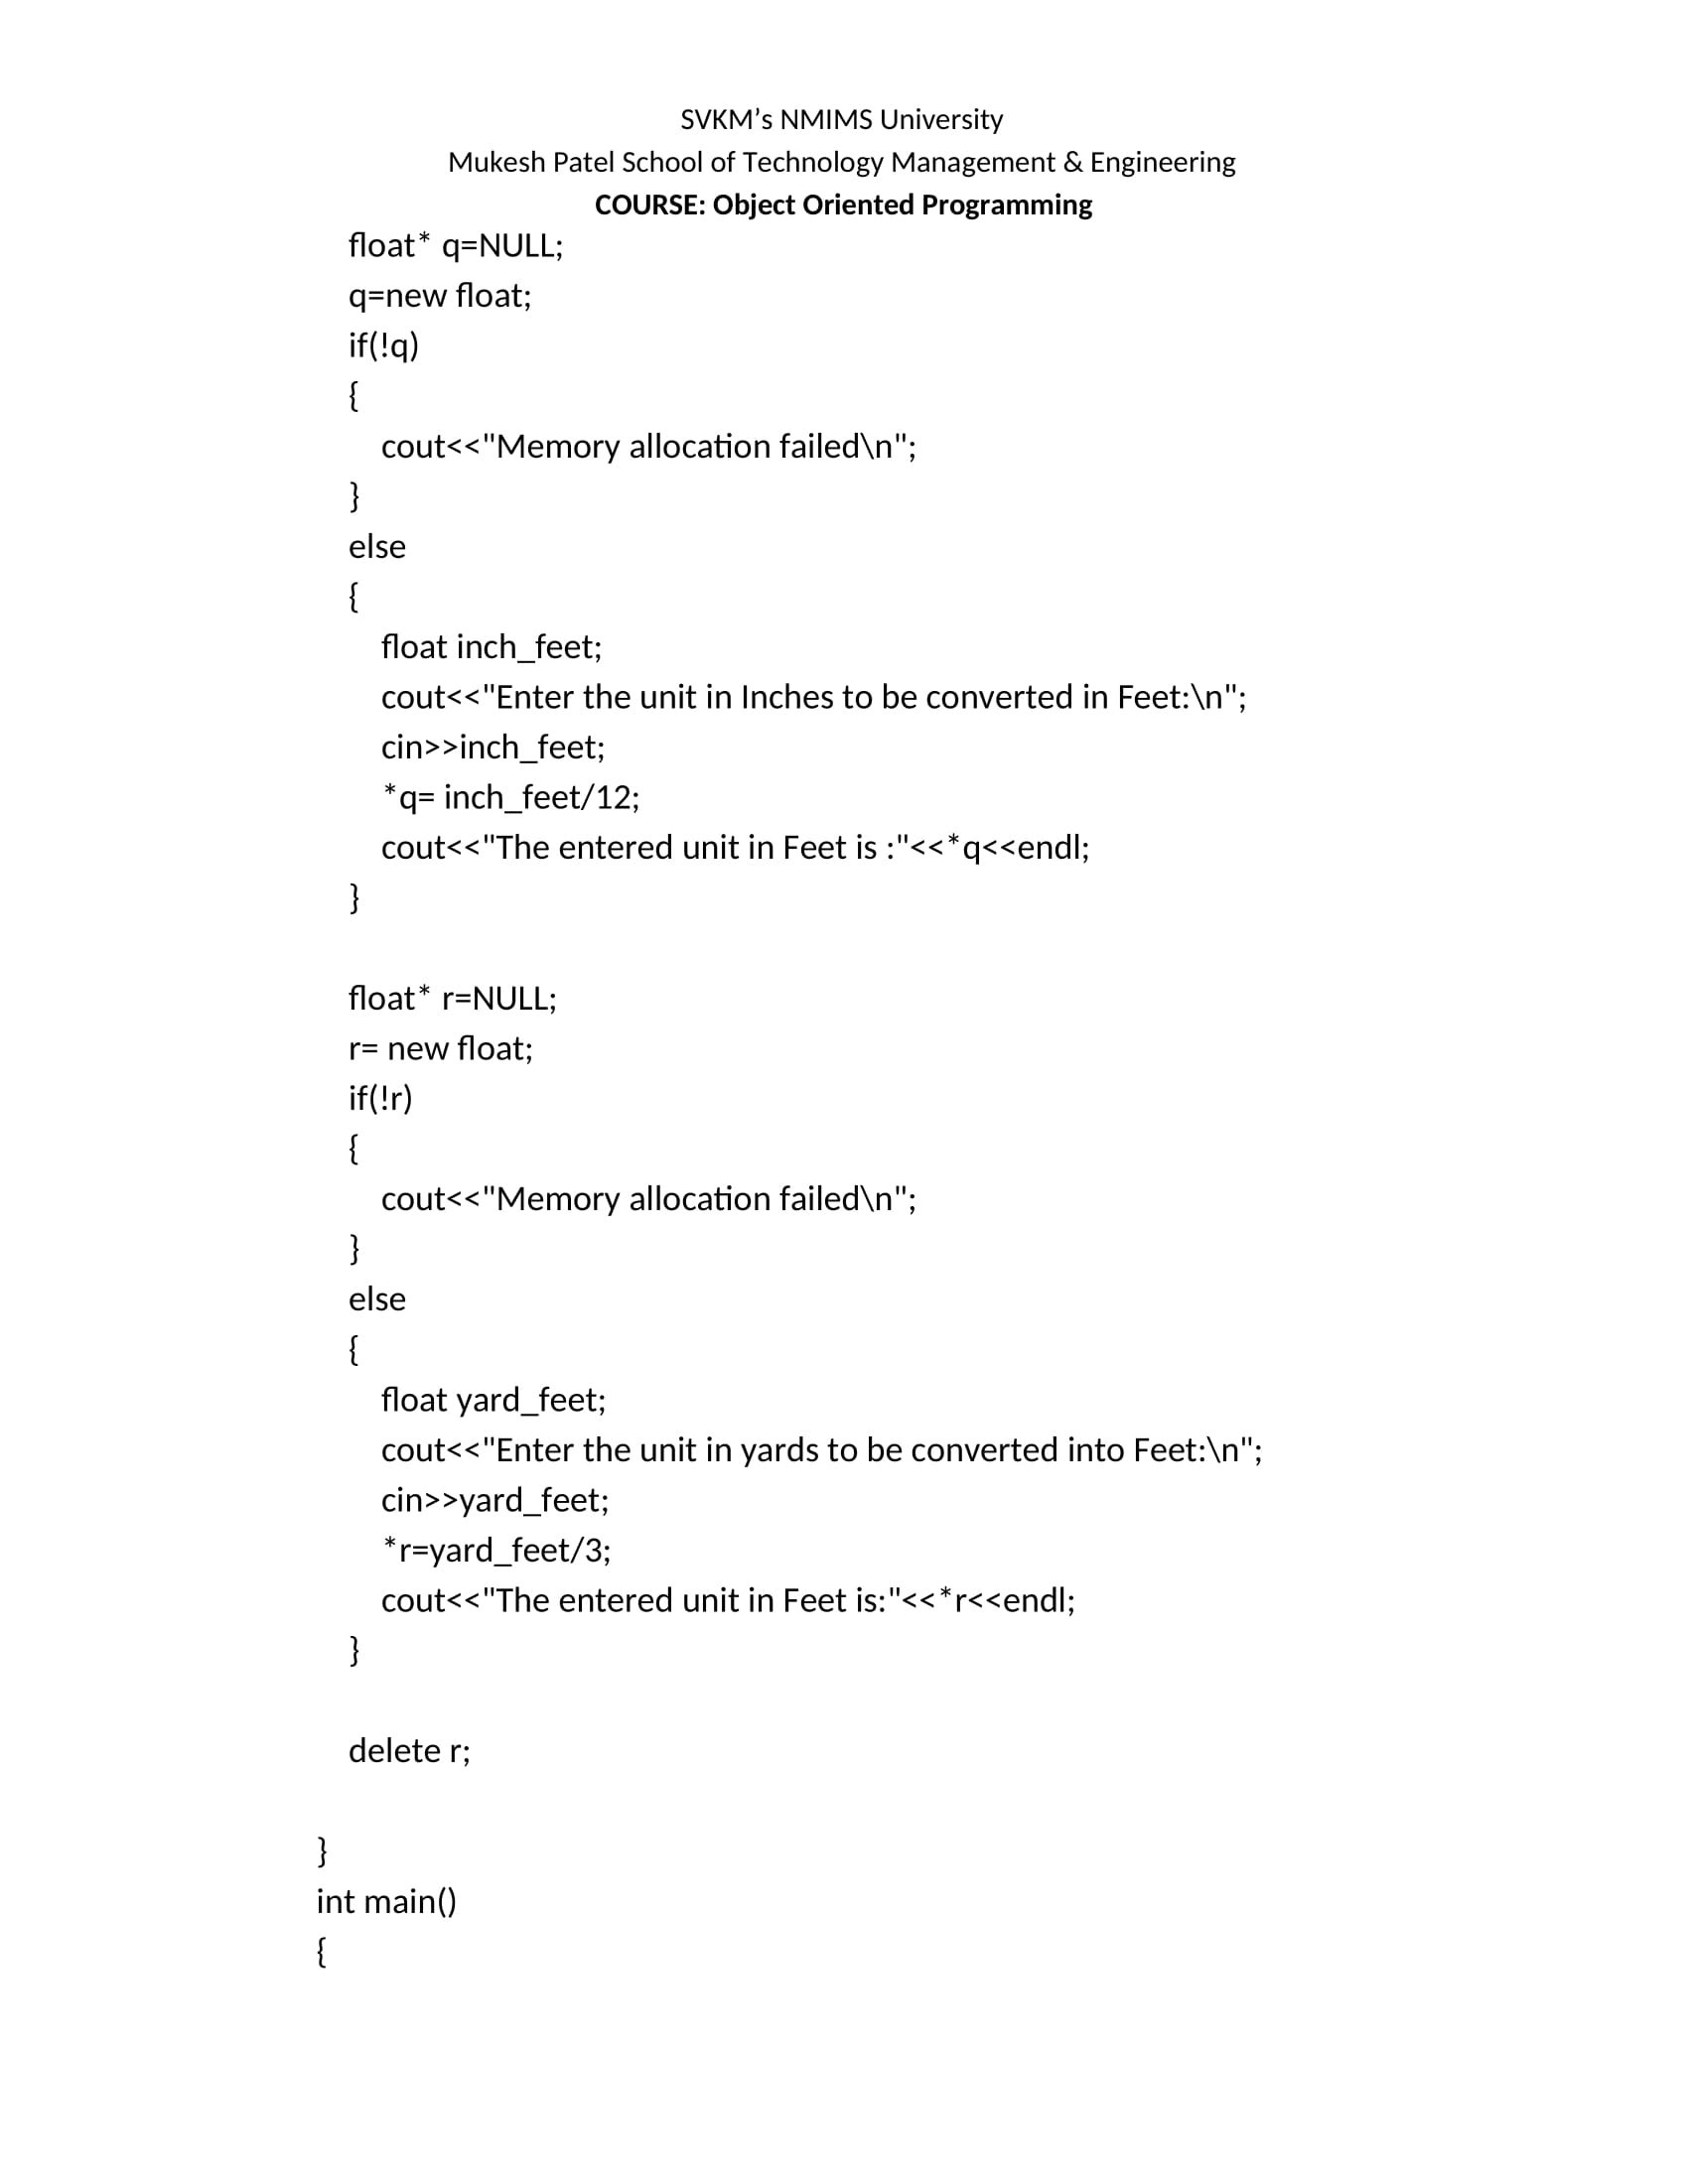 SVKM’s NMIMS University
Mukesh Patel School of Technology Management & Engineering
COURSE: Object Oriented Programming
float* q=NULL;
q=new float;
if(!q)
{
cout<<"Memory allocation failed\n";
}
else
{
float inch_feet;
cout<<"Enter the unit in Inches to be converted in Feet:\n";
cin>>inch_feet;
*q= inch_feet/12;
cout<<"The entered unit in Feet is :"<<*q<<endl;
}
float* r=NULL;
r= new float;
if(!r)
{
cout<<"Memory allocation failed\n";
}
else
{
float yard_feet;
cout<<"Enter the unit in yards to be converted into Feet:\n";
cin>>yard_feet;
*r=yard_feet/3;
cout<<"The entered unit in Feet is:"<<*r<<endl;
}
delete r;
}
int main()
{